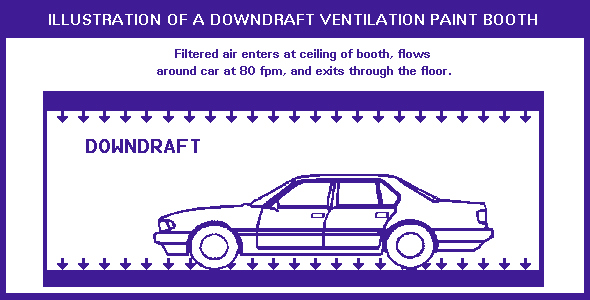 ILLUSTRATION OF A DOWNDRAFT VENTILATION PAINT BOOTH
Filtered air enters at ceiling of booth, flows
around car at 80 fpm, and exits through the floor.
DOWNDRAFT